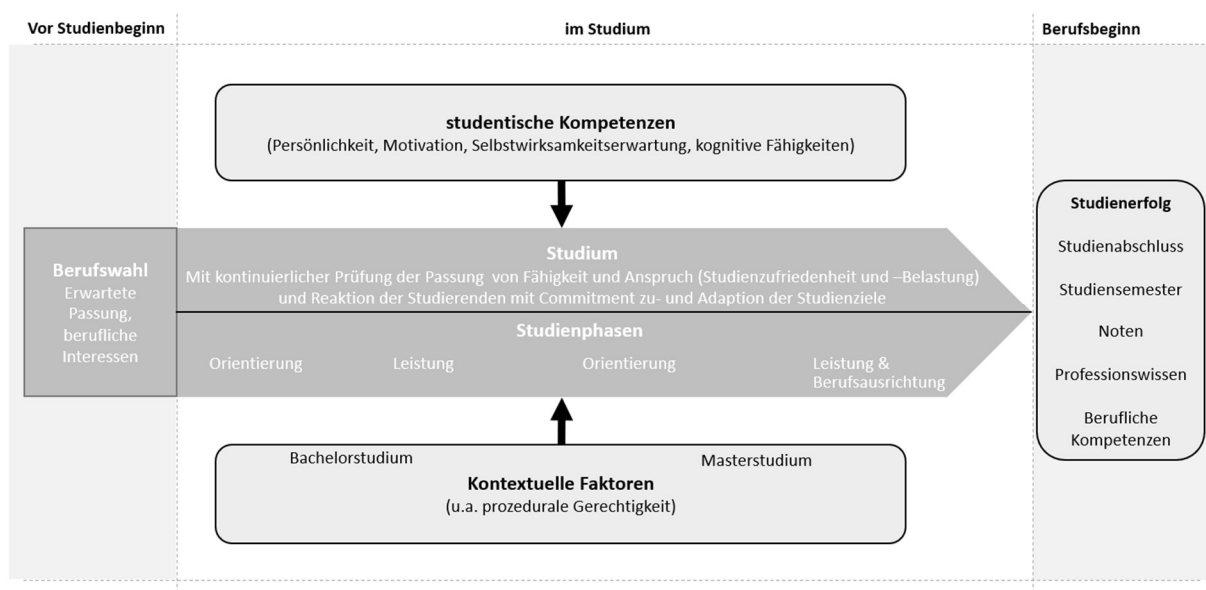 Vor Studienbeginn
im Studium
Berufsbeginn
studentische Kompetenzen
(Persönlichkeit, Motivation, Selbstwirksamkeitserwartung, kognitive Fähigkeiten)
Berufswahl
Erwartete
Passung,
berufliche
Interessen
Studium
Mit kontinuierlicher Prüfung der Passung von Fähigkeit und Anspruch (Studienzufriedenheit und –Belastung)
und Reaktion der Studierenden mit Commitment zu- und Adaption der Studienziele
Studienphasen
Orientierung
Leistung
Orientierung
Leistung &
Berufsausrichtung
Bachelorstudium
Masterstudium
Kontextuelle Faktoren
(u.a. prozedurale Gerechtigkeit)
Studienerfolg
Studienabschluss
Studiensemester
Noten
Professionswissen
Berufliche
Kompetenzen